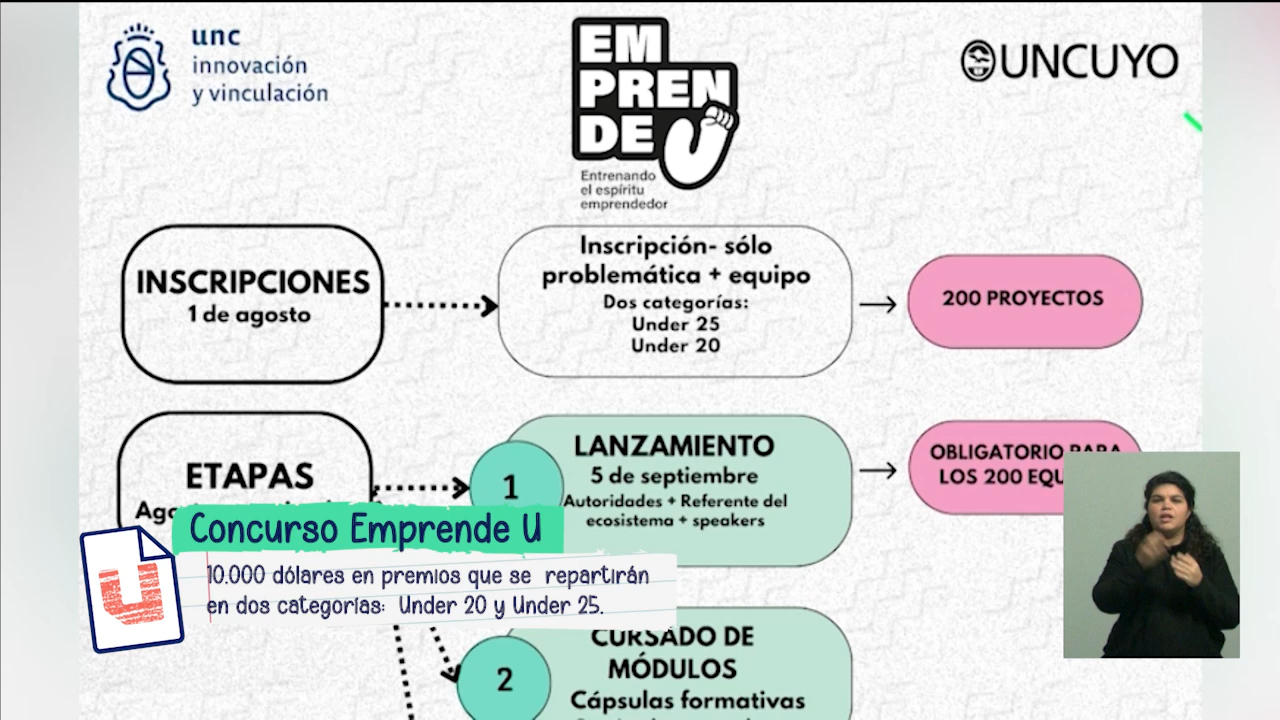 unc
innovación
y vinculación
EM
PREN
DE U
Entrenando
el espíritu
emprendedor
UNCUYO
INSCRIPCIONES
1 de agosto
Inscripción- sólo
problemática + equipo
Dos categorías:
Under 25
Under 20
200 PROYECTOS
ETAPAS
1
LANZAMIENTO
5 de septiembre
Autoridades + Referente del
ecosistema + speakers
OBLIGATORIO PARA
LOS 200
Concurso Emprende U
10.000 dólares en premios que se repartirán
en dos categorías: Under 20 y Under 25.
U
2
CURSADO DE
MÓDULOS
Cápsulas formativas